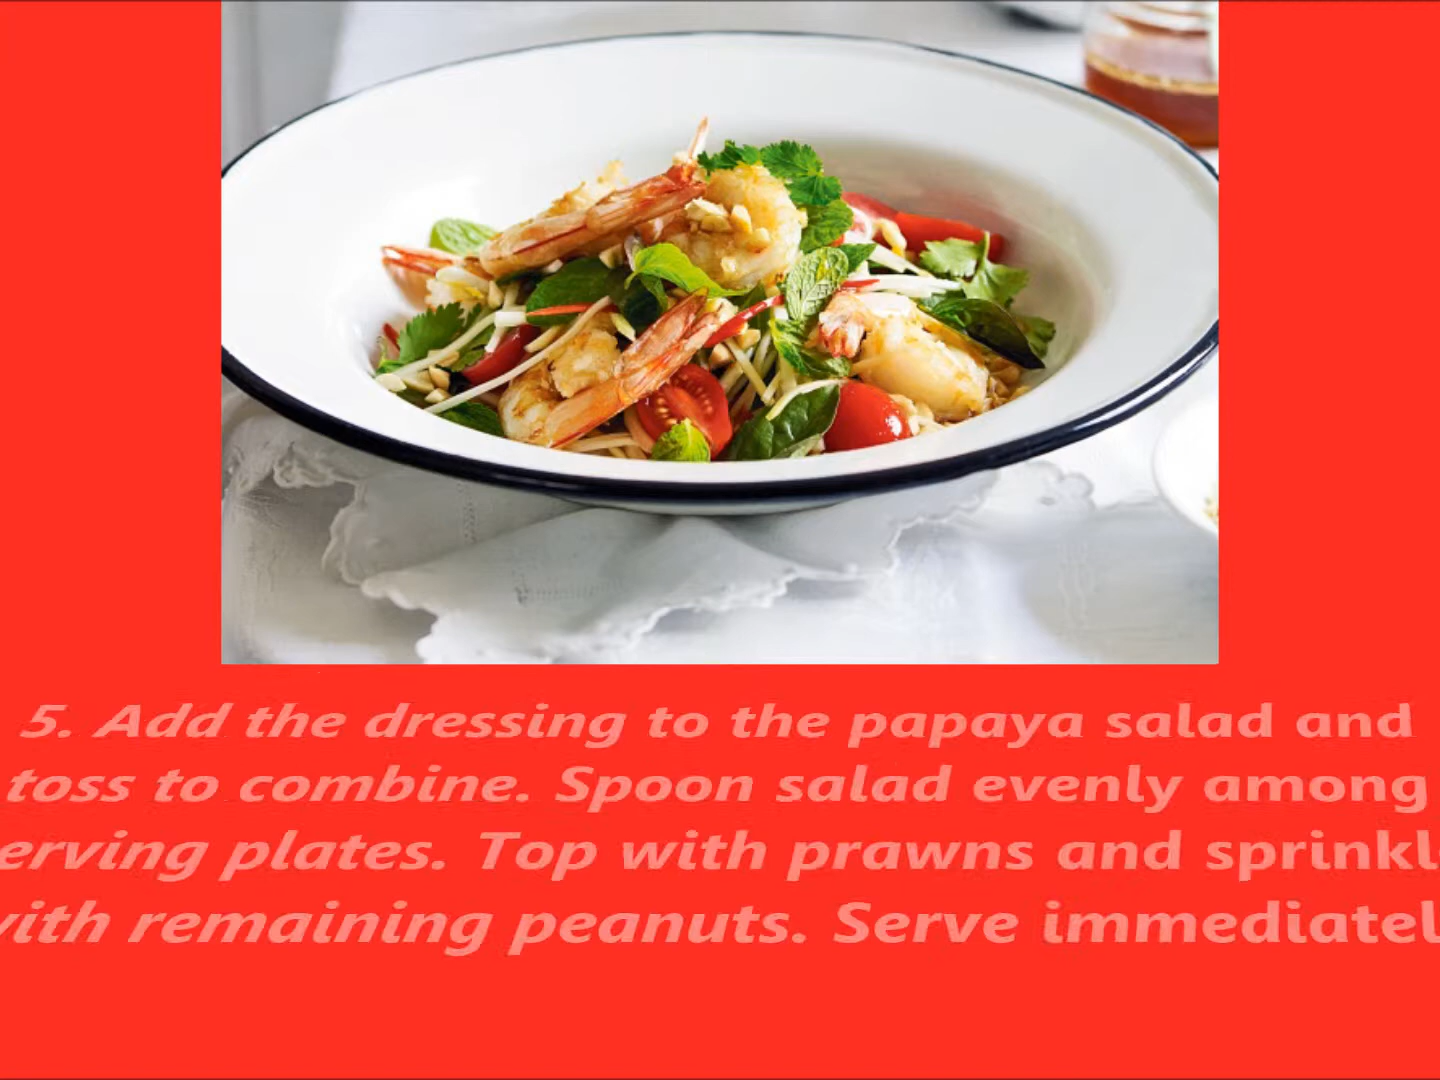 5. Add the dressing to the papaya salad and
toss to combine. Spoon salad evenly among
erving plates. Top with prawns and sprinkl
with remaining peanuts. Serve immediatel